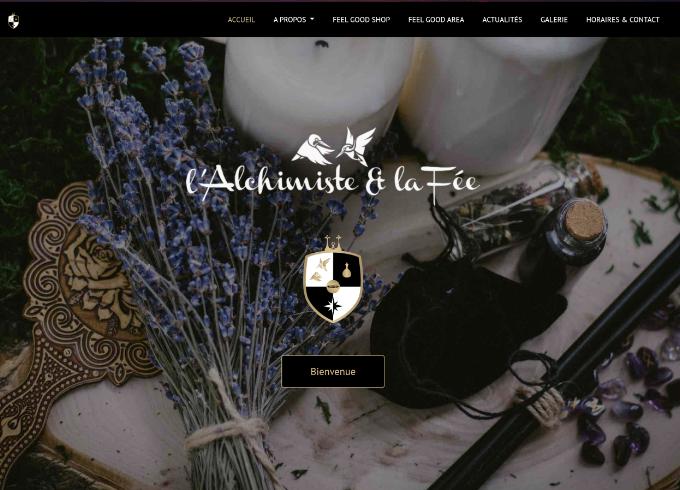 ACCUEIL A PROPOS FEEL GOOD SHOP FEEL GOOD AREA ACTUALITÉS GALERIE HORAIRES & CONTACT
l'Alchimiste & la Fée
Bienvenue